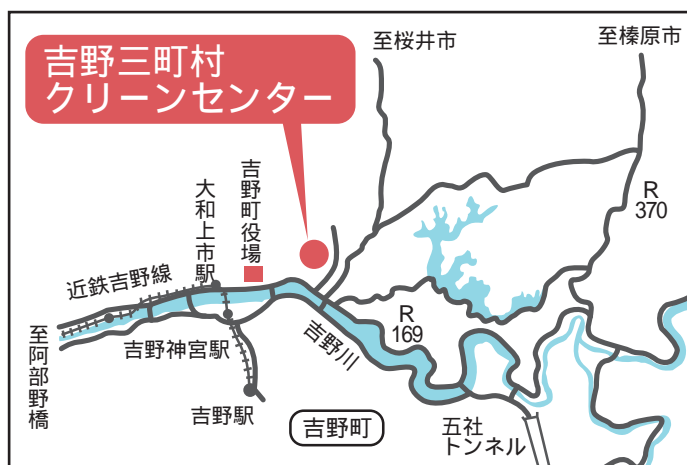 吉野三町村
クリーンセンター
至桜井市
至榛原市
吉野町役場
大和上市駅
近鉄吉野線
R
370
R
169
至阿部野橋
吉野神宮駅
吉野川
吉野駅
吉野町
五社
トンネル